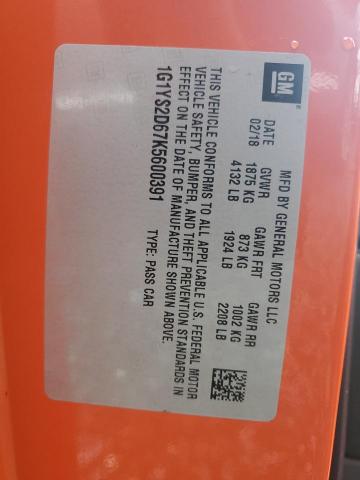 GM
MFD BY GENERAL MOTORS LLC
DATE GVWR GAWR FRT GAWR RR
02/18 1875 KG 873 KG 1002 KG
4132 LB 1924 LB 2208 LB
THIS VEHICLE CONFORMS TO ALL APPLICABLE U.S. FEDERAL MOTOR
VEHICLE SAFETY, BUMPER, AND THEFT PREVENTION STANDARDS IN
EFFECT ON THE DATE OF MANUFACTURE SHOWN ABOVE.
1G1YS2D67K5600391 TYPE: PASS CAR